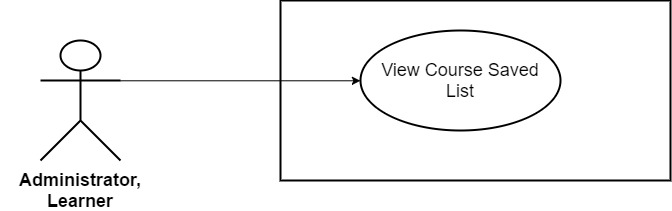 View Course Saved
List
Administrator,
Learner